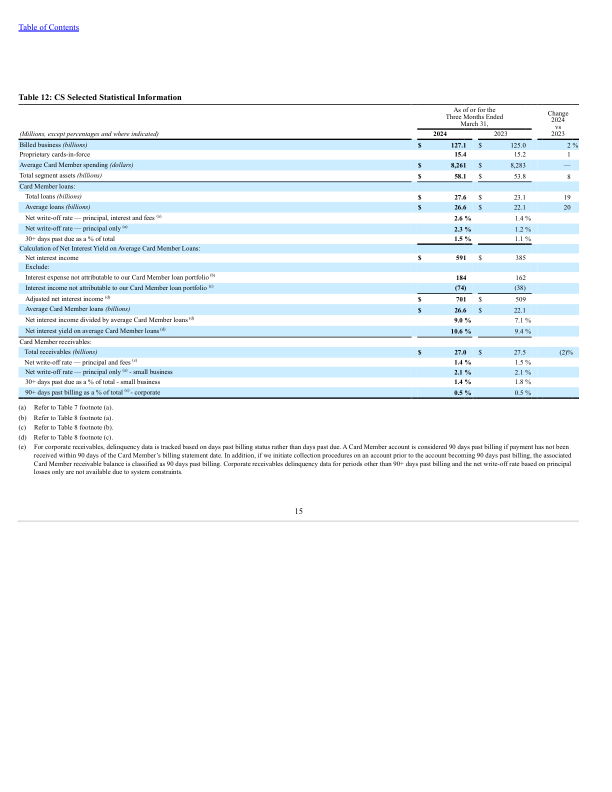 Table of Contents
Table 12: CS Selected Statistical Information
As of or for the
Three Months Ended
March 31,
Change
2024
vs
2023
(Millions, except percentages and where indicated) 2024 2023
Billed business (billions) $ 127.1 $ 125.0 2 %
Proprietary cards-in-force 15.4 15.2 1
Average Card Member spending (dollars) $ 8,261 $ 8,283 —
Total segment assets (billions) $ 58.1 $ 53.8 8
Card Member loans:
Total loans (billions) $ 27.6 $ 23.1 19
Average loans (billions) $ 26.6 $ 22.1 20
Net write-off rate — principal, interest and fees (a) 2.6 % 1.4 %
Net write-off rate — principal only (a) 2.3 % 1.2 %
30+ days past due as a % of total 1.5 % 1.1 %
Calculation of Net Interest Yield on Average Card Member Loans:
Net interest income $ 591 $ 385
Exclude:
Interest expense not attributable to our Card Member loan portfolio (b) 184 162
Interest income not attributable to our Card Member loan portfolio (c) (74) (38)
Adjusted net interest income (d) $ 701 $ 509
Average Card Member loans (billions) $ 26.6 $ 22.1
Net interest income divided by average Card Member loans (d) 9.0 % 7.1 %
Net interest yield on average Card Member loans (d) 10.6 % 9.4 %
Card Member receivables:
Total receivables (billions) $ 27.0 $ 27.5 (2)%
Net write-off rate — principal and fees (a) 1.4 % 1.5 %
Net write-off rate — principal only (a) - small business 2.1 % 2.1 %
30+ days past due as a % of total - small business 1.4 % 1.8 %
90+ days past billing as a % of total (e) - corporate 0.5 % 0.5 %
(a) Refer to Table 7 footnote (a).
(b) Refer to Table 8 footnote (a).
(c) Refer to Table 8 footnote (b).
(d) Refer to Table 8 footnote (c).
(e) For corporate receivables, delinquency data is tracked based on days past billing status rather than days past due. A Card Member account is considered 90 days past billing if payment has not been
received within 90 days of the Card Member's billing statement date. In addition, if we initiate collection procedures on an account prior to the account becoming 90 days past billing, the associated
Card Member receivable balance is classified as 90 days past billing. Corporate receivables delinquency data for periods other than 90+ days past billing and the net write-off rate based on principal
losses only are not available due to system constraints.
15